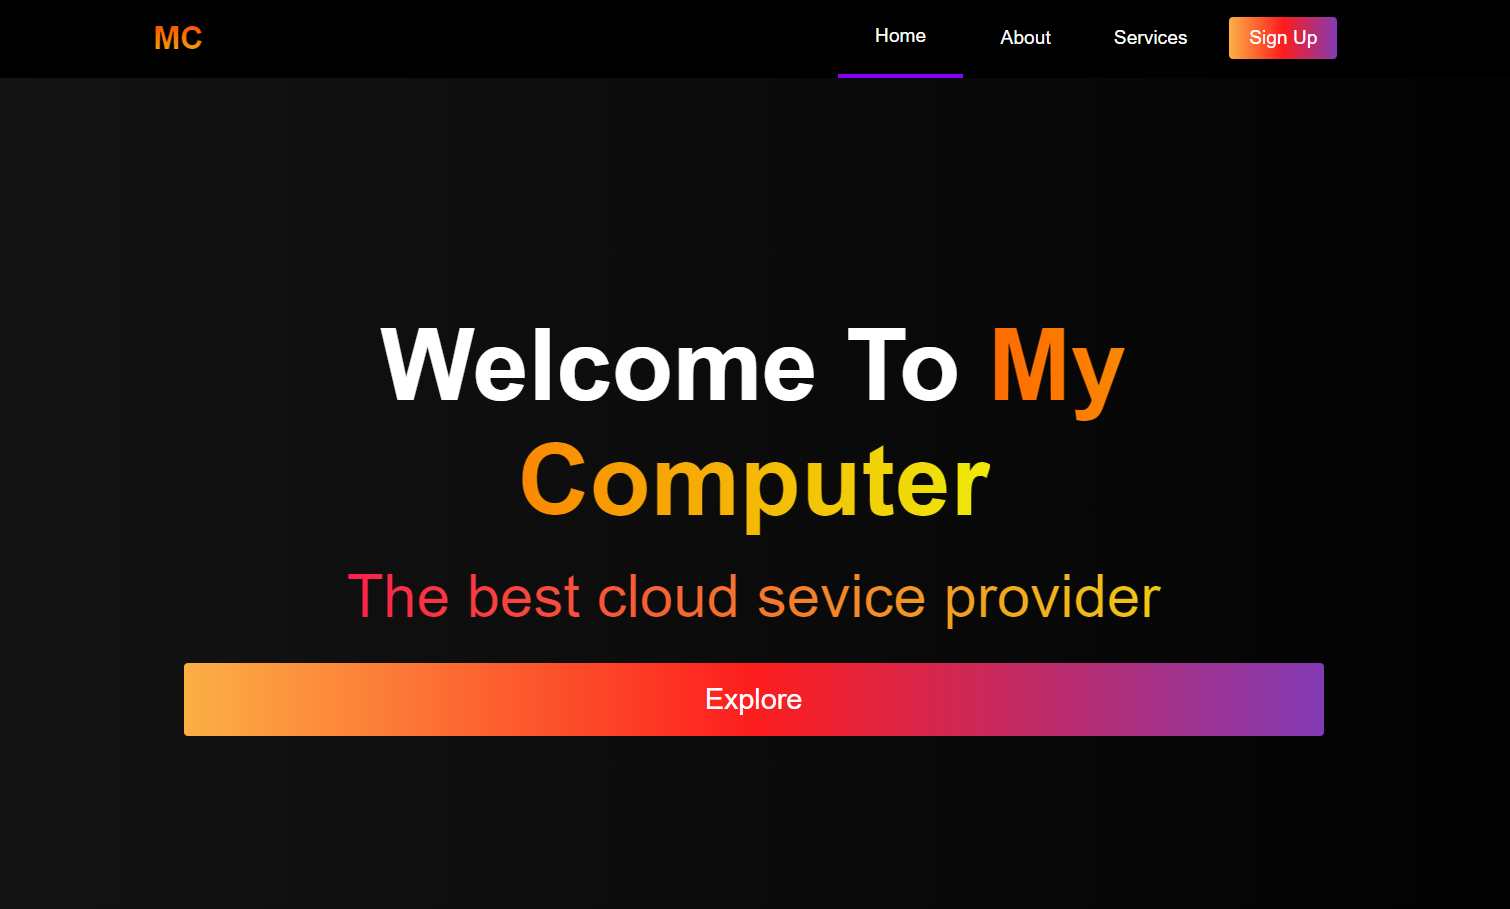 MC
Home About Services Sign Up
Welcome To My
Computer
The best cloud sevice provider
Explore